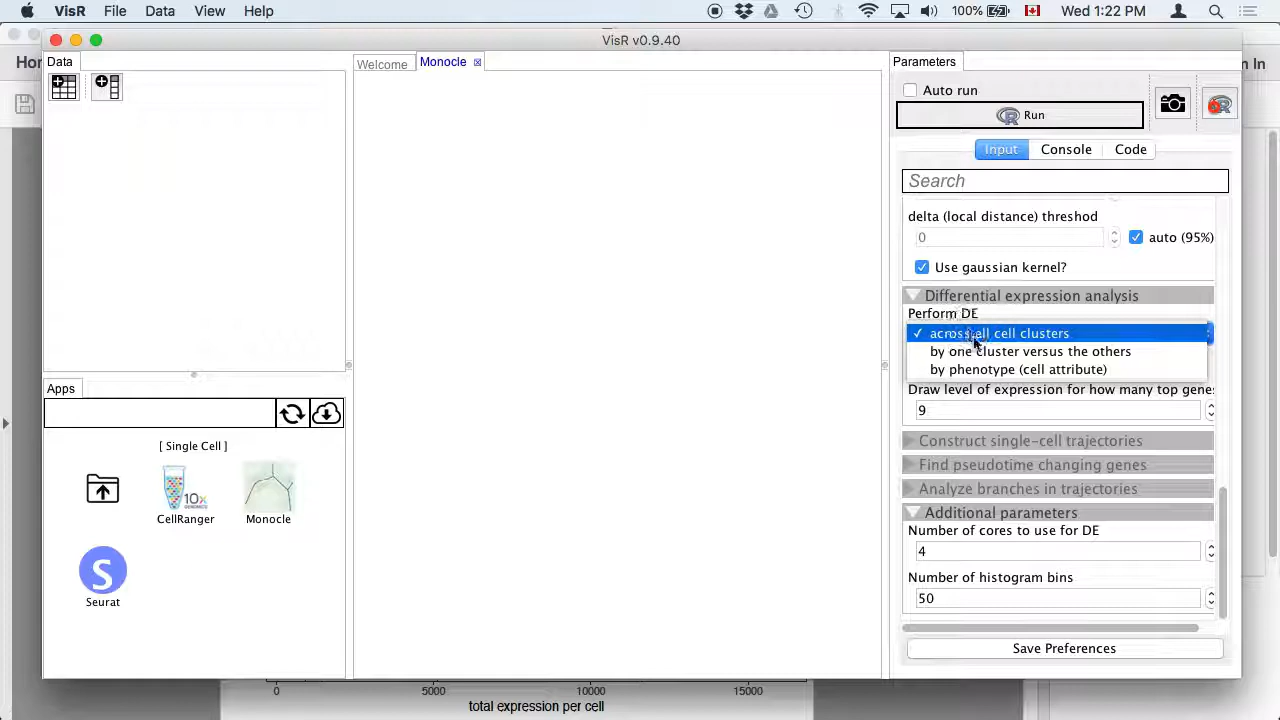 VisR File Data View Help 100% Wed 1:22 PM
VisR v0.9.40
Data
Welcome Monocle
Parameters
Auto run
Run
Input Console Code
Search
delta (local distance) threshod
0 auto (95%)
Use gaussian kernel?
Differential expression analysis
Perform DE
✓ across all cell clusters
by one cluster versus the others
by phenotype (cell attribute)
Draw level of expression for how many top gene
9
Construct single-cell trajectories
Find pseudotime changing genes
Analyze branches in trajectories
Additional parameters
Number of cores to use for DE
4
Number of histogram bins
50
Save Preferences
Apps
[ Single Cell ]
10x
CellRanger
Monocle
S
Seurat
0 5000 10000 15000
total expression per cell